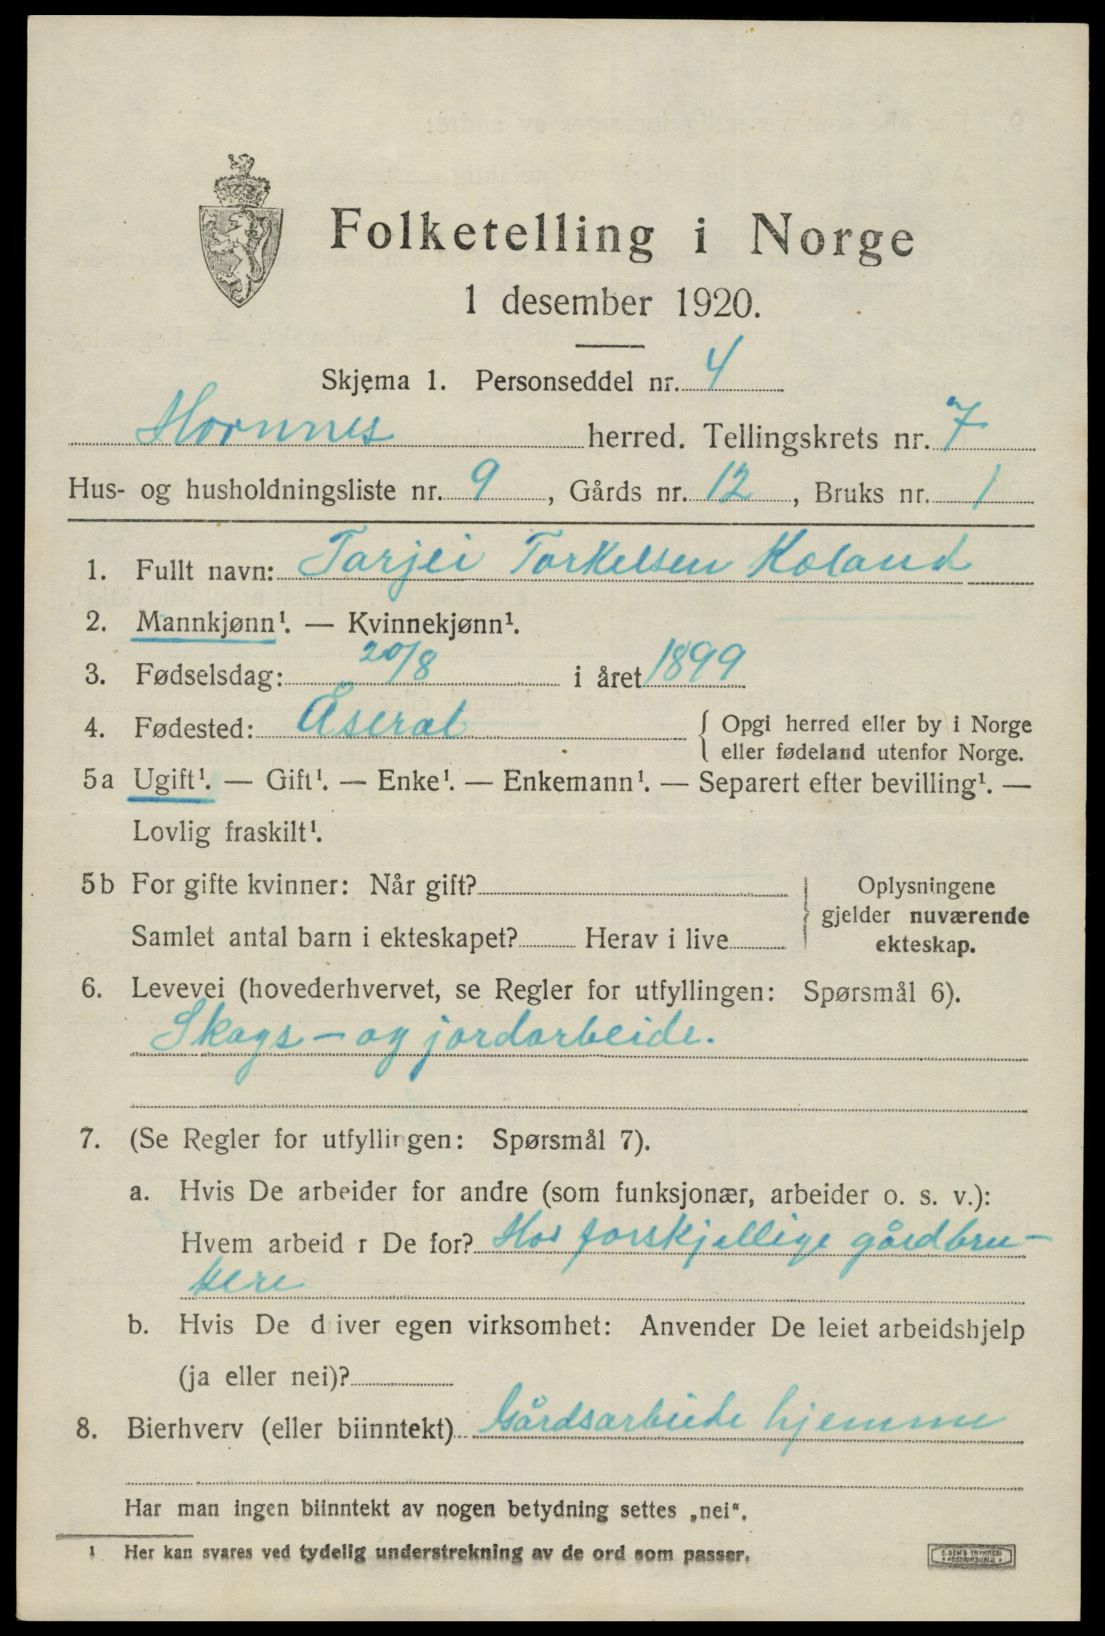 Folketelling i Norge
1 desember 1920.
Skjema 1. Personseddel nr. 4
Hornnes herred. Tellingskrets nr. 7
Hus- og husholdningsliste nr. 9, Gårds nr. 12, Bruks nr. 1
1. Fullt navn: Tarjei Torkelsen Koland
2. Mannkjønn¹. — Kvinnekjønn¹.
3. Fødselsdag: 20/8 i året 1899
4. Fødested: Åseral { Opgi herred eller by i Norge
eller fødeland utenfor Norge.
5a Ugift¹. — Gift¹. — Enke¹. — Enkemann¹. — Separert efter bevilling¹. —
Lovlig fraskilt¹.
5b For gifte kvinner: Når gift? } Oplysningene
gjelder nuværende
Samlet antal barn i ekteskapet? Herav i live
ekteskap.
6. Levevei (hovederhvervet, se Regler for utfyllingen: Spørsmål 6).
Skogs- og jordarbeide.
7. (Se Regler for utfyllingen: Spørsmål 7).
a. Hvis De arbeider for andre (som funksjonær, arbeider o. s. v.):
Hvem arbeid r De for? Hos forskjellige gårdbru-
kere
b. Hvis De d iver egen virksomhet: Anvender De leiet arbeidshjelp
(ja eller nei)?
8. Bierhverv (eller biinntekt) Gårdsarbeide hjemme
Har man ingen biinntekt av nogen betydning settes „nei“.
¹ Her kan svares ved tydelig understrekning av de ord som passer.